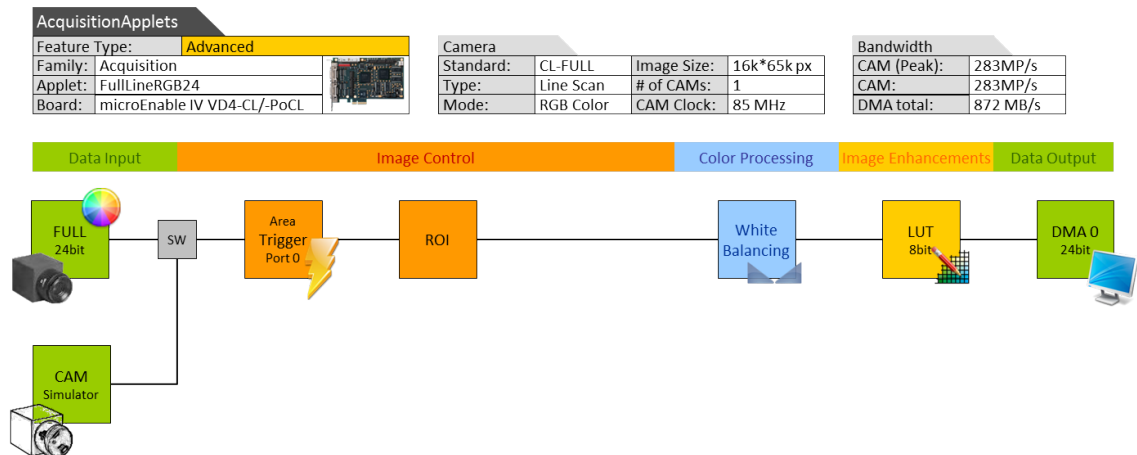 AcquisitionApplets
Feature Type: Advanced
Family: Acquisition
Applet: FullLineRGB24
Board: microEnable IV VD4-CL/-PoCL
Camera
Standard: CL-FULL Image Size: 16k*65k px
Type: Line Scan # of CAMs: 1
Mode: RGB Color CAM Clock: 85 MHz
Bandwidth
CAM (Peak): 283MP/s
CAM: 283MP/s
DMA total: 872 MB/s
Data Input Image Control Color Processing Image Enhancements Data Output
FULL
24bit
SW
Area
Trigger
Port 0
ROI
White
Balancing
LUT
8bit
DMA 0
24bit
CAM
Simulator